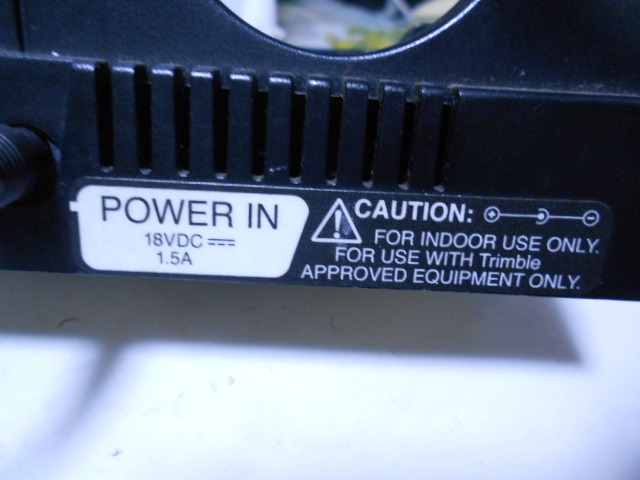 POWER IN
18VDC
1.5A
CAUTION:
FOR INDOOR USE ONLY.
FOR USE WITH Trimble
APPROVED EQUIPMENT ONLY.